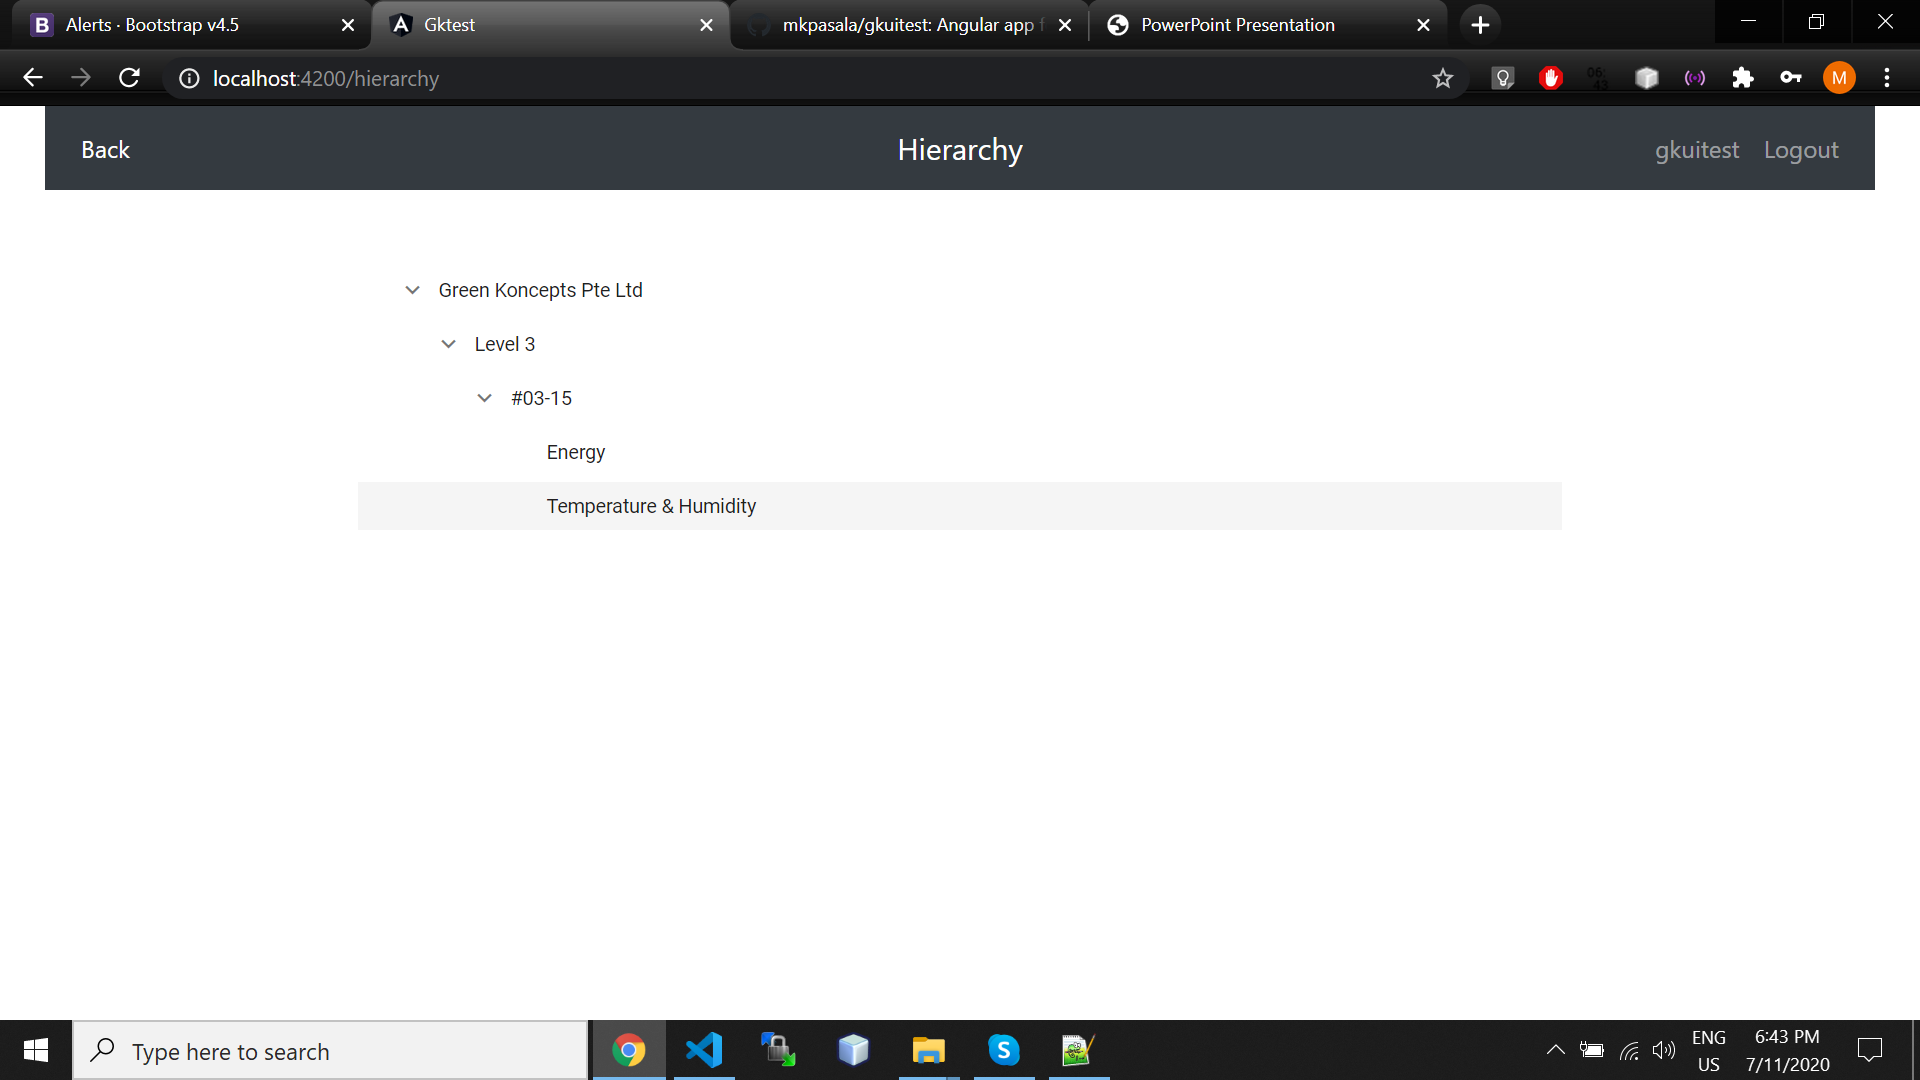 Alerts · Bootstrap v4.5
Gktest
mkpasala/gkuitest: Angular app f
PowerPoint Presentation
localhost:4200/hierarchy
06:
43
M
Back
Hierarchy
gkuitest
Logout
Green Koncepts Pte Ltd
Level 3
#03-15
Energy
Temperature & Humidity
Type here to search
ENG
US
6:43 PM
7/11/2020